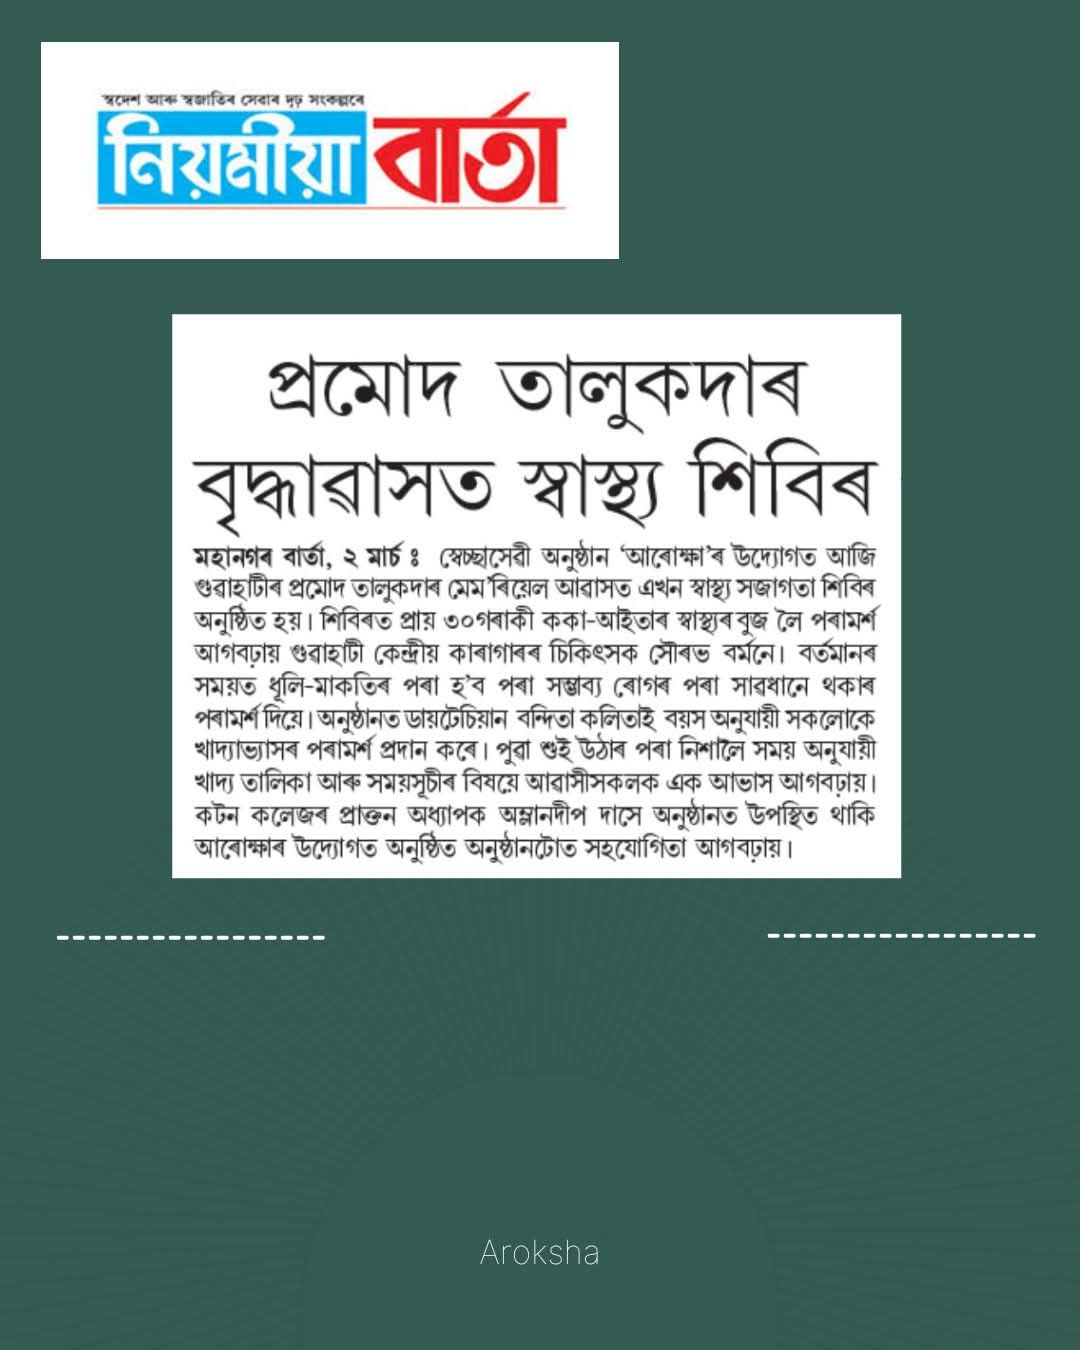 স্বদেশ আৰু স্বজাতিৰ সেৱাৰ দৃঢ় সংকল্পৰে
নিয়মীয়া বাৰ্তা
প্ৰমোদ তালুকদাৰ
বৃদ্ধাৱাসত স্বাস্থ্য শিবিৰ
মহানগৰ বাৰ্তা, ২ মাৰ্চ ঃ স্বেচ্ছাসেৱী অনুষ্ঠান ‘আৰোক্ষা’ৰ উদ্যোগত আজি
গুৱাহাটীৰ প্ৰমোদ তালুকদাৰ মেম’ৰিয়েল আৱাসত এখন স্বাস্থ্য সজাগতা শিবিৰ
অনুষ্ঠিত হয়। শিবিৰত প্ৰায় ৩০গৰাকী ককা-আইতাৰ স্বাস্থ্যৰ বুজ লৈ পৰামৰ্শ
আগবঢ়ায় গুৱাহাটী কেন্দ্ৰীয় কাৰাগাৰৰ চিকিৎসক সৌৰভ বৰ্মনে। বৰ্তমানৰ
সময়ত ধূলি-মাকতিৰ পৰা হ’ব পৰা সম্ভাব্য ৰোগৰ পৰা সাৱধানে থকাৰ
পৰামৰ্শ দিয়ে। অনুষ্ঠানত ডায়টেচিয়ান বন্দিতা কলিতাই বয়স অনুযায়ী সকলোকে
খাদ্যাভ্যাসৰ পৰামৰ্শ প্ৰদান কৰে। পুৱা শুই উঠাৰ পৰা নিশালৈ সময় অনুযায়ী
খাদ্য তালিকা আৰু সময়সূচীৰ বিষয়ে আৱাসীসকলক এক আভাস আগবঢ়ায়।
কটন কলেজৰ প্ৰাক্তন অধ্যাপক অম্লানদীপ দাসে অনুষ্ঠানত উপস্থিত থাকি
আৰোক্ষাৰ উদ্যোগত অনুষ্ঠিত অনুষ্ঠানটোত সহযোগিতা আগবঢ়ায়।
Aroksha